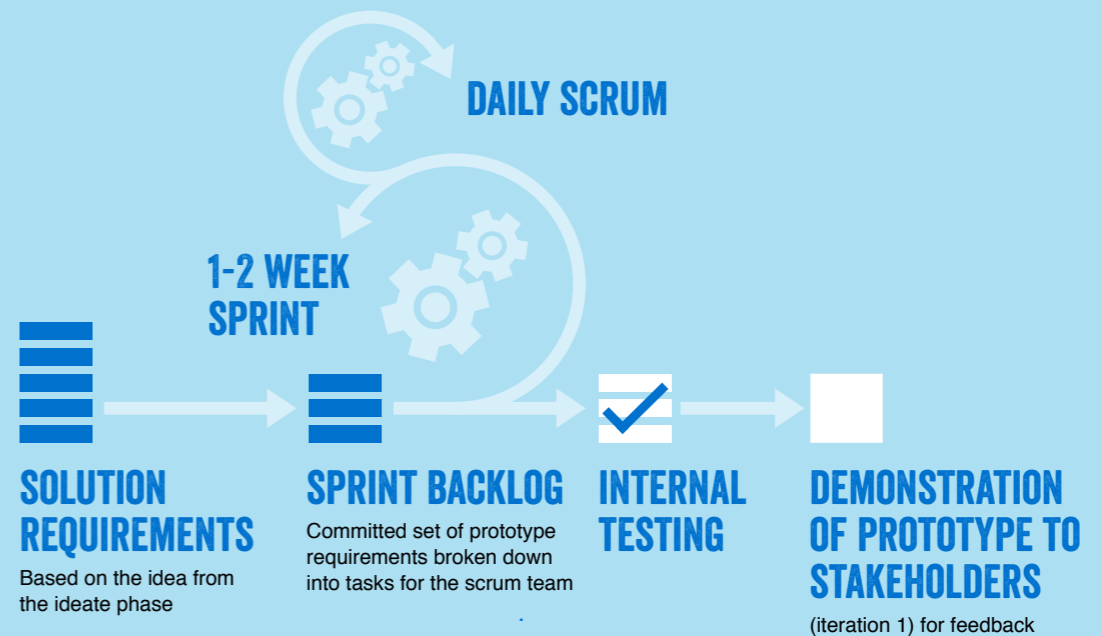 DAILY SCRUM
1-2 WEEK
SPRINT
SOLUTION
REQUIREMENTS
Based on the idea from
the ideate phase
SPRINT BACKLOG
Committed set of prototype
requirements broken down
into tasks for the scrum team
INTERNAL
TESTING
DEMONSTRATION
OF PROTOTYPE TO
STAKEHOLDERS
(iteration 1) for feedback